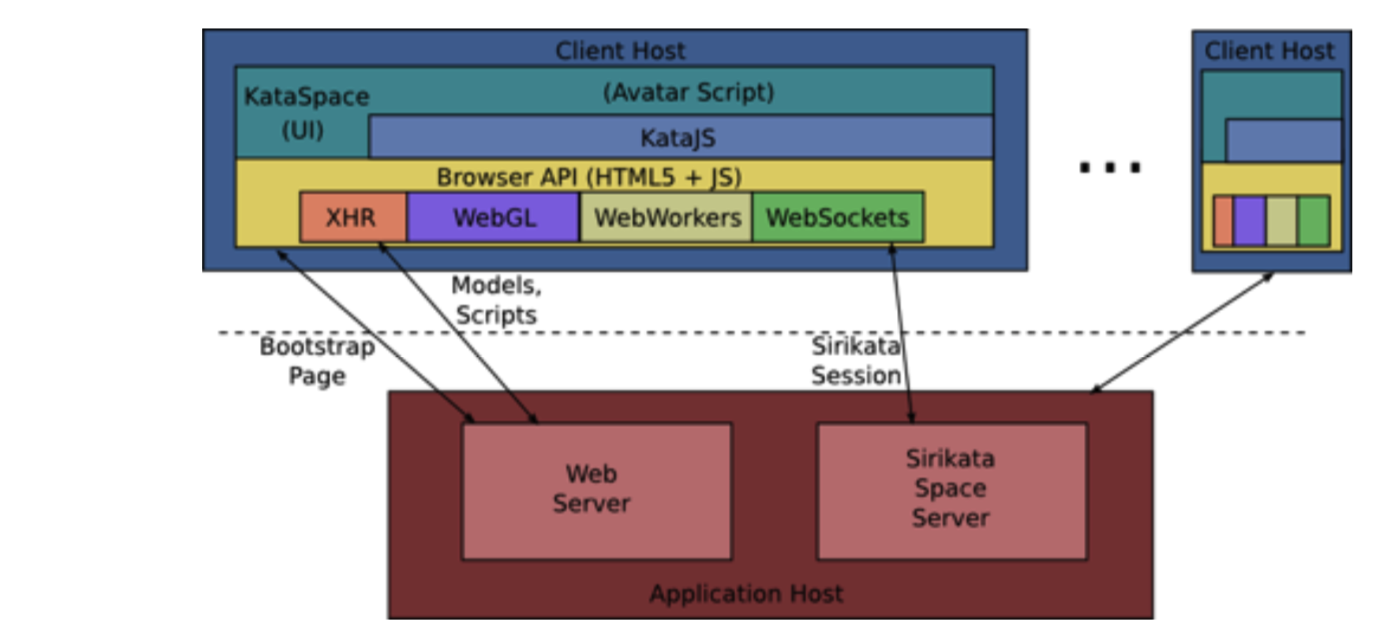 Client Host
Client Host
KataSpace
(UI)
(Avatar Script)
KataJS
Browser API (HTML5 + JS)
XHR
WebGL
WebWorkers
WebSockets
...
Models,
Scripts
Bootstrap
Page
Sirikata
Session
Web
Server
Sirikata
Space
Server
Application Host